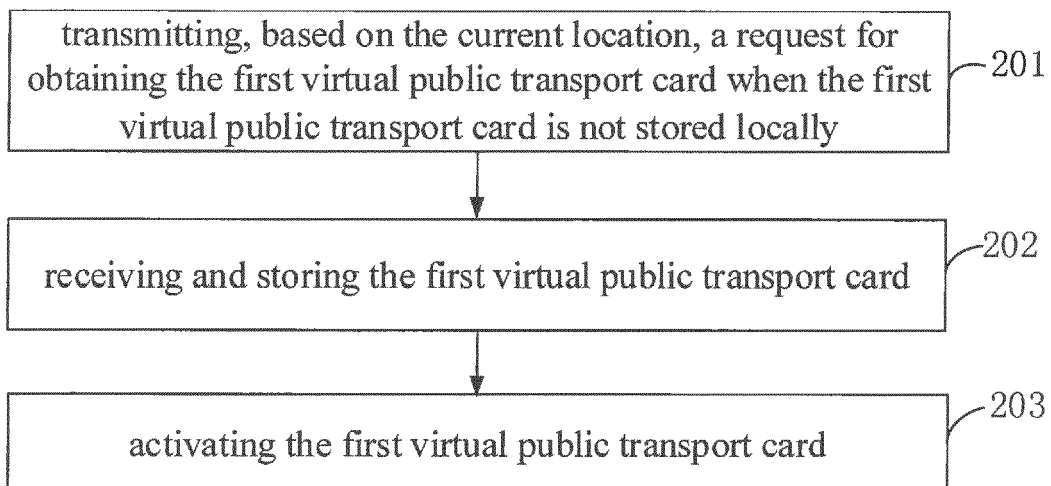 transmitting, based on the current location, a request for
obtaining the first virtual public transport card when the first
virtual public transport card is not stored locally
201
202
receiving and storing the first virtual public transport card
203
activating the first virtual public transport card